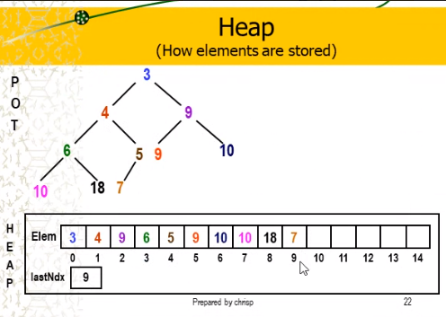 Heap
(How elements are stored)
P
O
T
3
4 9
6 5 9 10
10 18 7
H
E
A
P
Elem 3 4 9 6 5 9 10 10 18 7
0 1 2 3 4 5 6 7 8 9 10 11 12 13 14
lastNdx 9
Prepared by chrisp 22